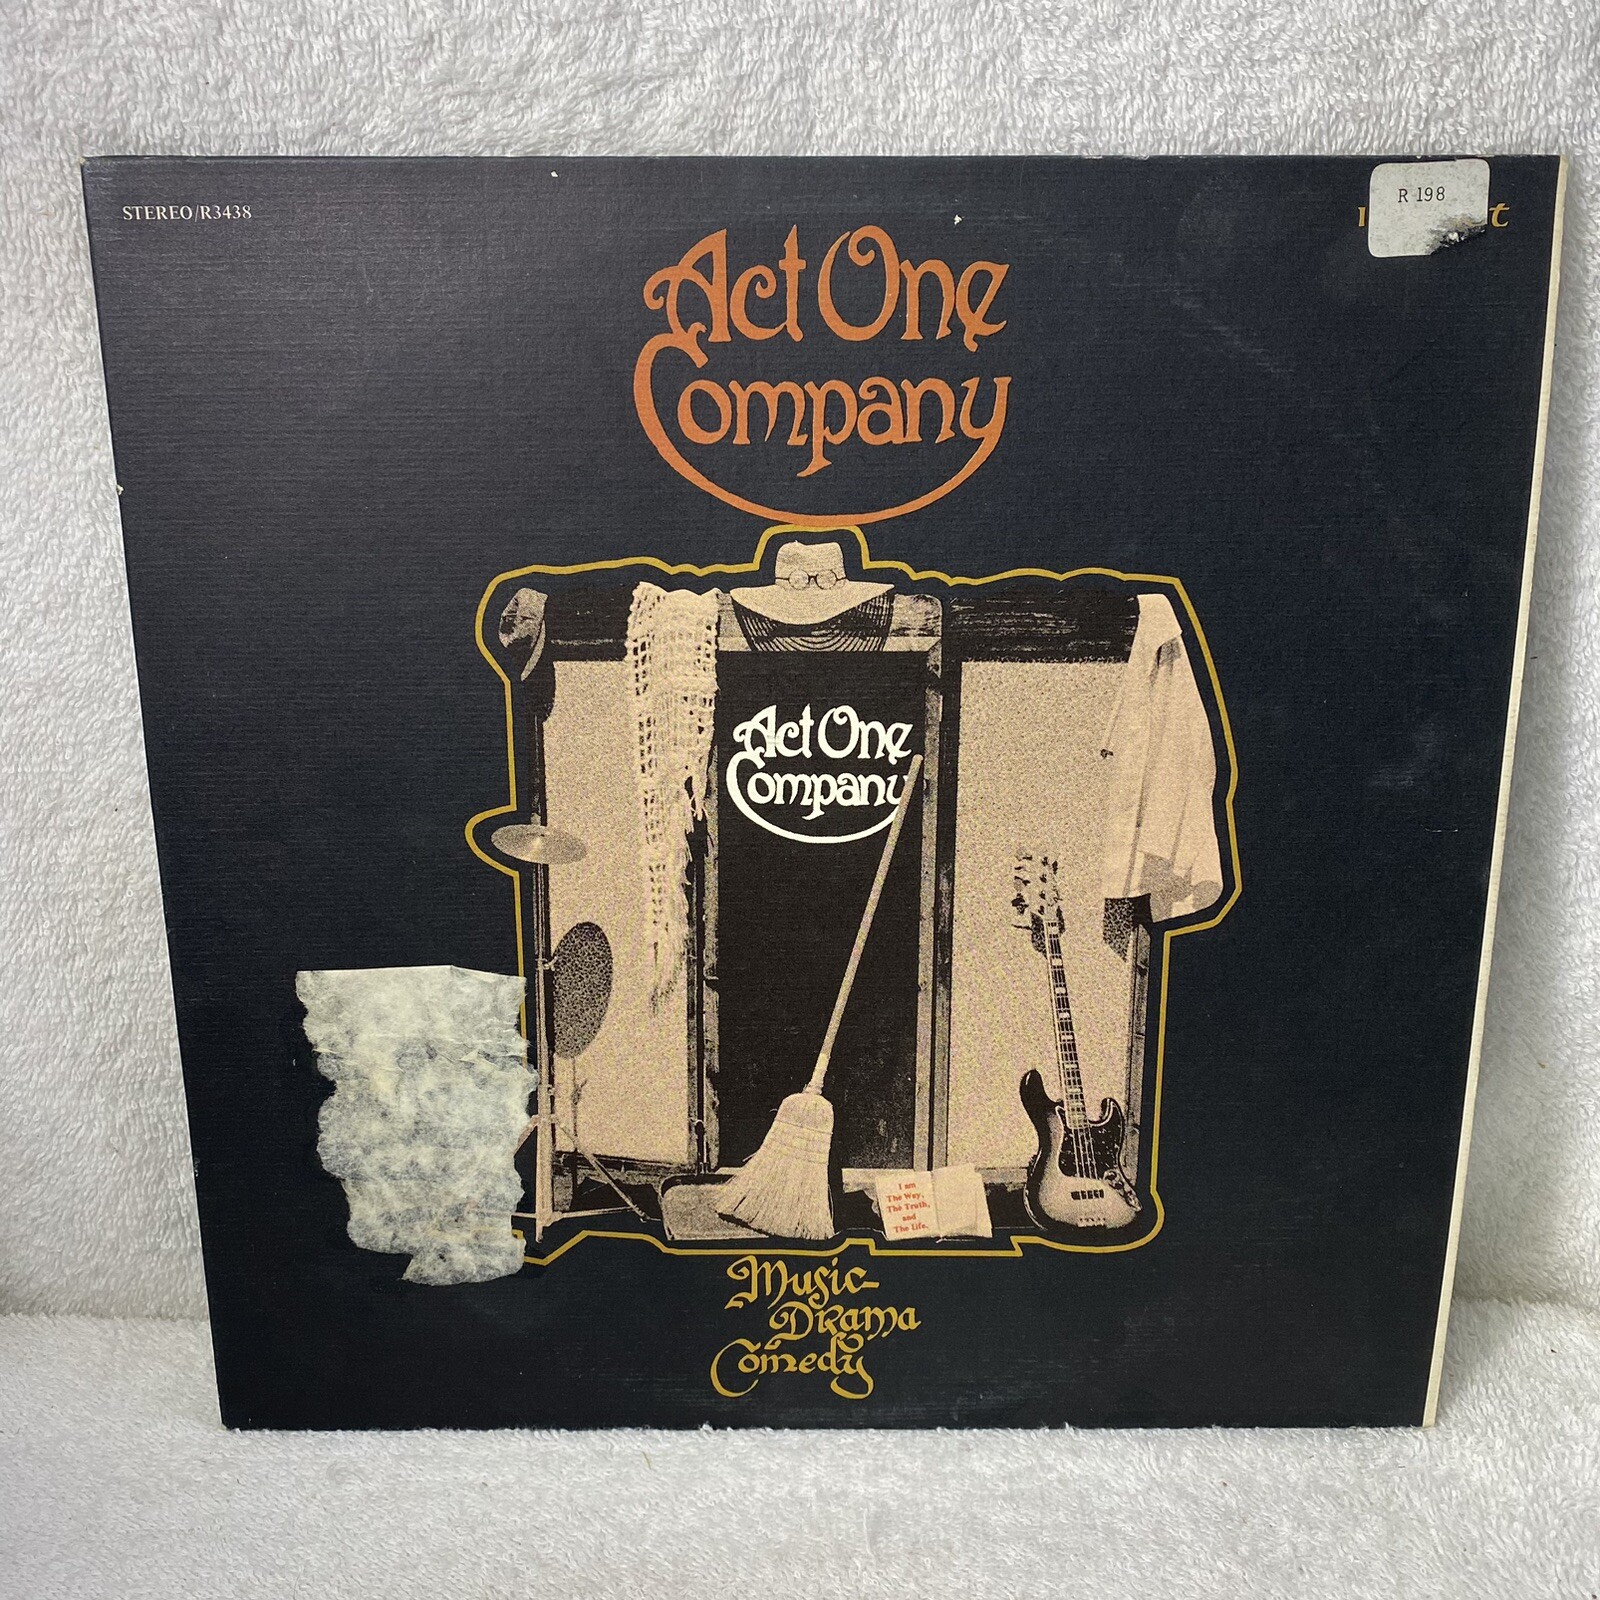 STEREO/R3438
R 198
Act One
Company
Act One
Company
I am
The Way,
The Truth,
and
The Life.
Music-
Drama
Comedy